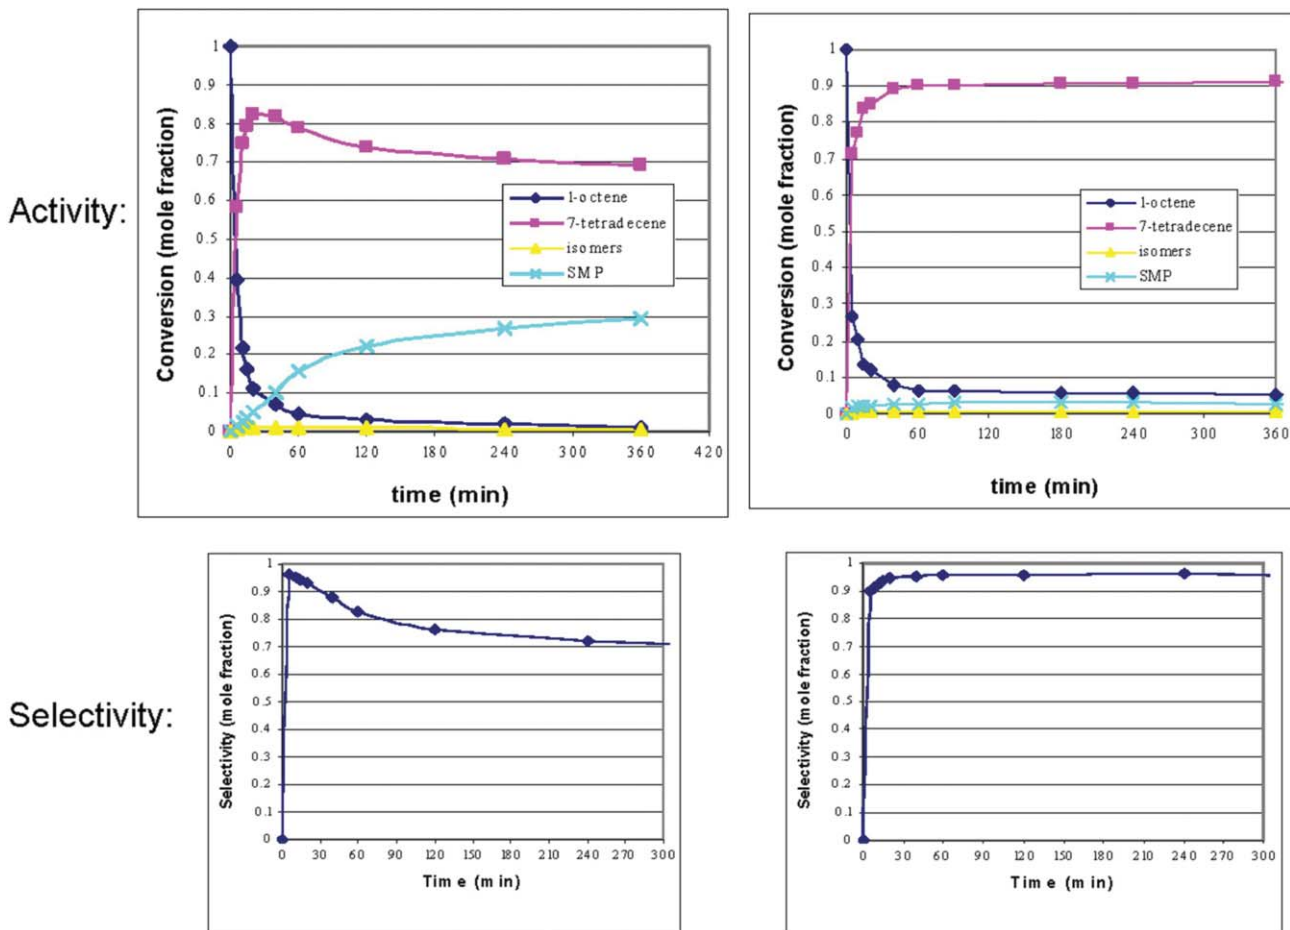 Activity:
Conversion (mole fraction)
1
0.9
0.8
0.7
0.6
0.5
0.4
0.3
0.2
0.1
0
0 60 120 180 240 300 360 420
time (min)
1-octene
7-tetradecene
isomers
SMP
Conversion (mole fraction)
1
0.9
0.8
0.7
0.6
0.5
0.4
0.3
0.2
0.1
0
0 60 120 180 240 300 360
time (min)
1-octene
7-tetradecene
isomers
SMP
Selectivity:
Selectivity (mole fraction)
1
0.9
0.8
0.7
0.6
0.5
0.4
0.3
0.2
0.1
0
0 30 60 90 120 150 180 210 240 270 300
Time (min)
Selectivity (mole fraction)
1
0.9
0.8
0.7
0.6
0.5
0.4
0.3
0.2
0.1
0
0 30 60 90 120 150 180 210 240 270 300
Time (min)